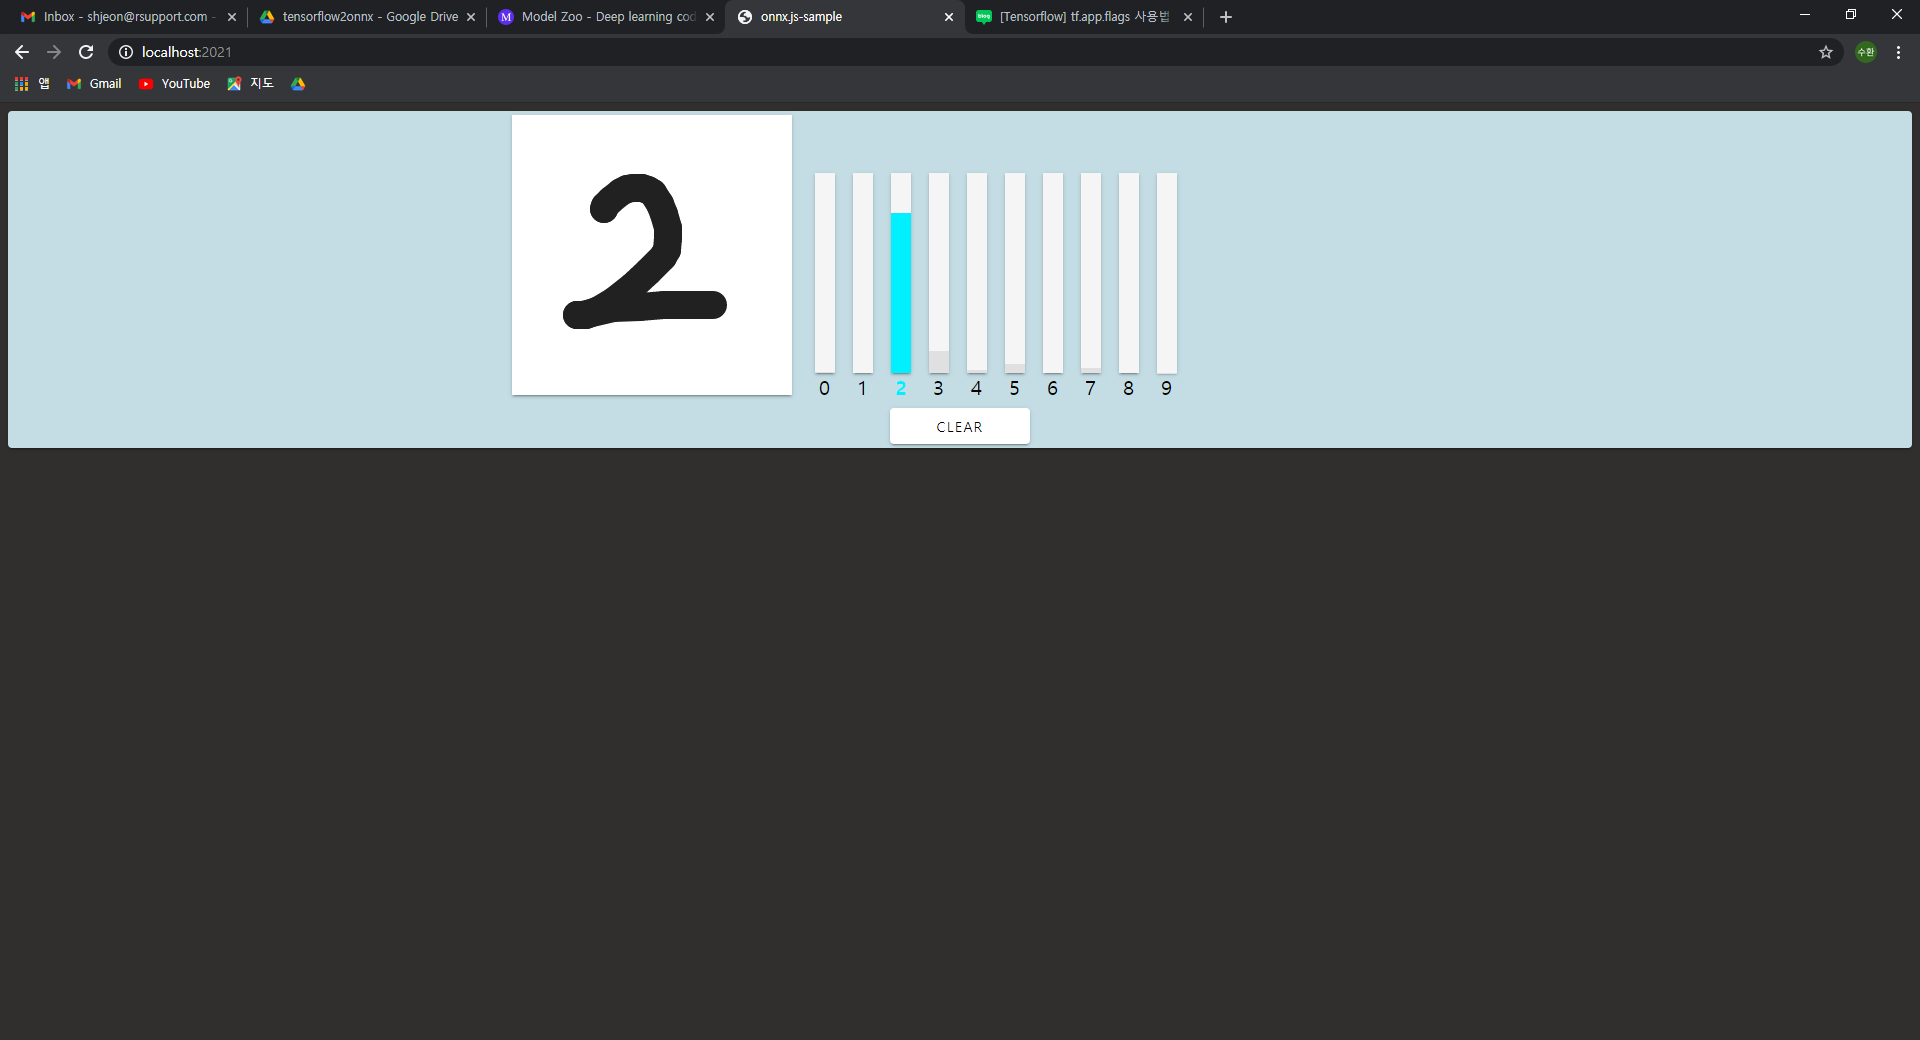 Inbox - shjeon@rsupport.com -
tensorflow2onnx - Google Drive
Model Zoo - Deep learning cod
onnx.js-sample
[Tensorflow] tf.app.flags 사용법
localhost:2021
수환
앱
Gmail
YouTube
지도
2
0 1 2 3 4 5 6 7 8 9
CLEAR